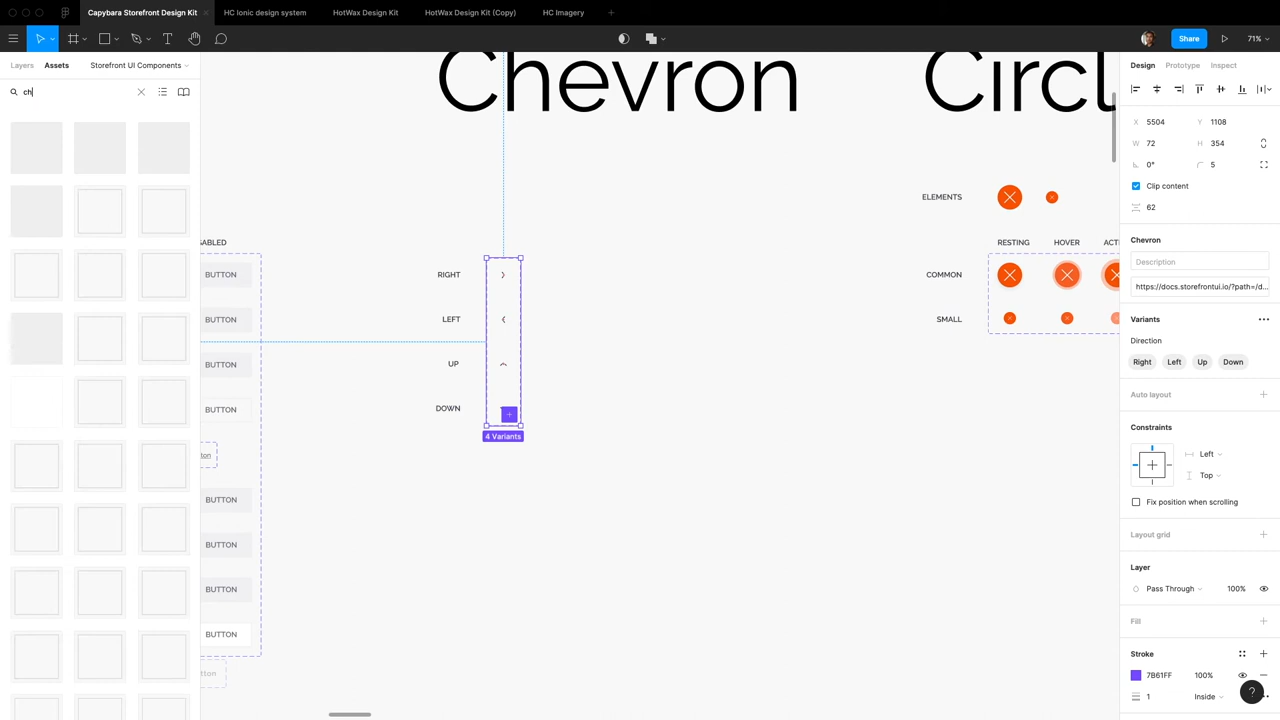 Capybara Storefront Design Kit
HC Ionic design system
HotWax Design Kit
HotWax Design Kit (Copy)
HC Imagery
Share
71%
Layers
Assets
Storefront UI Components
ch
Chevron
RIGHT
LEFT
UP
DOWN
4 Variants
BUTTON
BUTTON
BUTTON
BUTTON
BUTTON
BUTTON
BUTTON
BUTTON
ELEMENTS
RESTING
HOVER
COMMON
SMALL
Design
Prototype
Inspect
X 5504
Y 1108
W 72
H 354
0°
5
Clip content
62
Chevron
Description
https://docs.storefrontui.io/?path=/d...
Variants
Direction
Right
Left
Up
Down
Auto layout
Constraints
Left
Top
Fix position when scrolling
Layout grid
Layer
Pass Through
100%
Fill
Stroke
7B61FF
100%
1
Inside
?